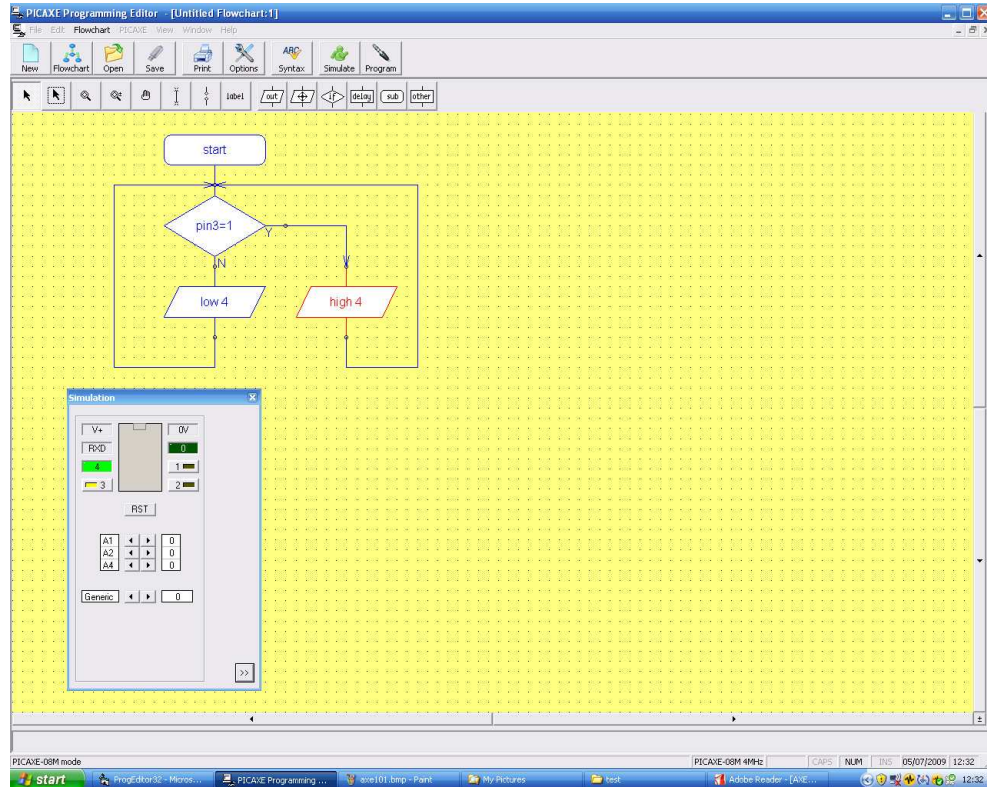 PICAXE Programming Editor - [Untitled Flowchart:1]
File Edit Flowchart PICAXE View Window Help
New Flowchart Open Save Print Options Syntax Simulate Program
ABC
label out if delay sub other
start
pin3=1
Y
N
low 4 high 4
Simulation
V+ 0V
RXD 0
4 1
3 2
RST
A1 0
A2 0
A4 0
Generic 0
>>
PICAXE-08M mode PICAXE-08M 4MHz CAPS NUM INS 05/07/2009 12:32
start ProgEditor32 - Micros... PICAXE Programming ... axe101.bmp - Paint My Pictures test Adobe Reader - [AXE... 12:32